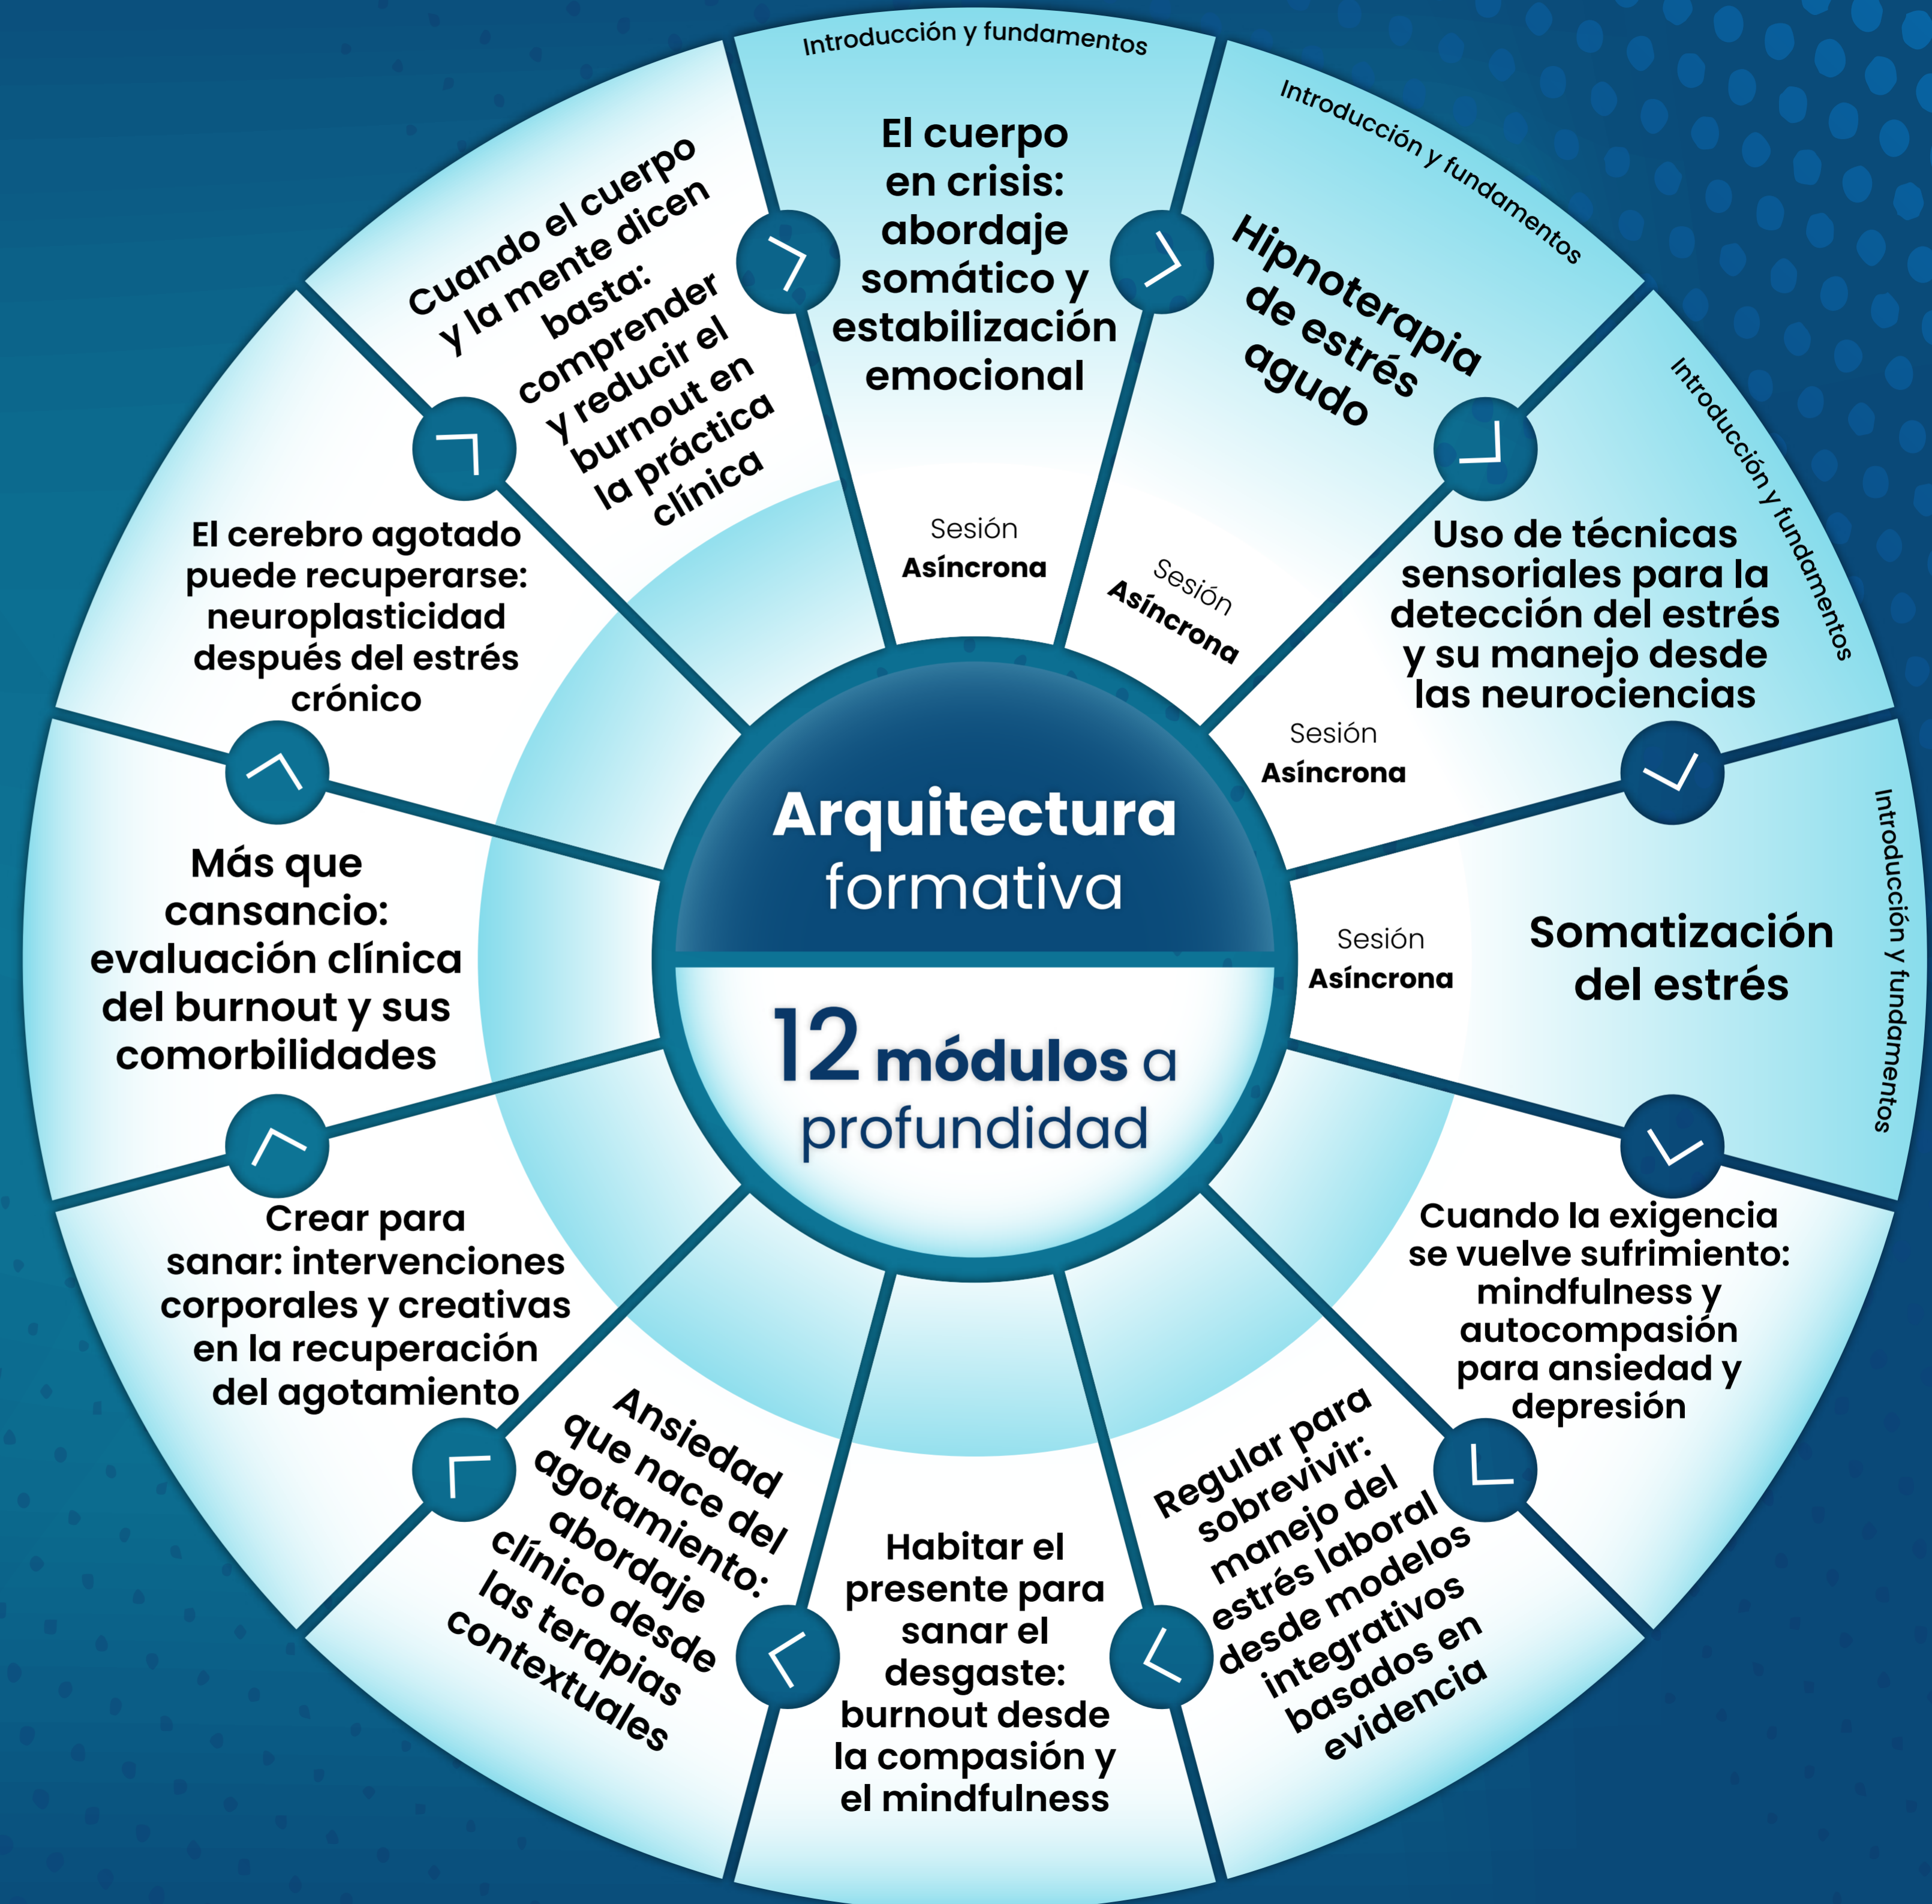 Arquitectura
formativa
12 módulos a
profundidad
Introducción y fundamentos
El cuerpo
en crisis:
abordaje
somático y
estabilización
emocional
Sesión
Asíncrona
Introducción y fundamentos
Hipnoterapia
de estrés
agudo
Sesión
Asíncrona
Introducción y fundamentos
Uso de técnicas
sensoriales para la
detección del estrés
y su manejo desde
las neurociencias
Sesión
Asíncrona
Introducción y fundamentos
Somatización
del estrés
Sesión
Asíncrona
Cuando la exigencia
se vuelve sufrimiento:
mindfulness y
autocompasión
para ansiedad y
depresión
Regular para
sobrevivir:
manejo del
estrés laboral
desde modelos
integrativos
basados en
evidencia
Habitar el
presente para
sanar el
desgaste:
burnout desde
la compasión y
el mindfulness
Ansiedad
que nace del
agotamiento:
abordaje
clínico desde
las terapias
contextuales
Crear para
sanar: intervenciones
corporales y creativas
en la recuperación
del agotamiento
Más que
cansancio:
evaluación clínica
del burnout y sus
comorbilidades
El cerebro agotado
puede recuperarse:
neuroplasticidad
después del estrés
crónico
Cuando el cuerpo
y la mente dicen
basta:
comprender
y reducir el
burnout en
la práctica
clínica